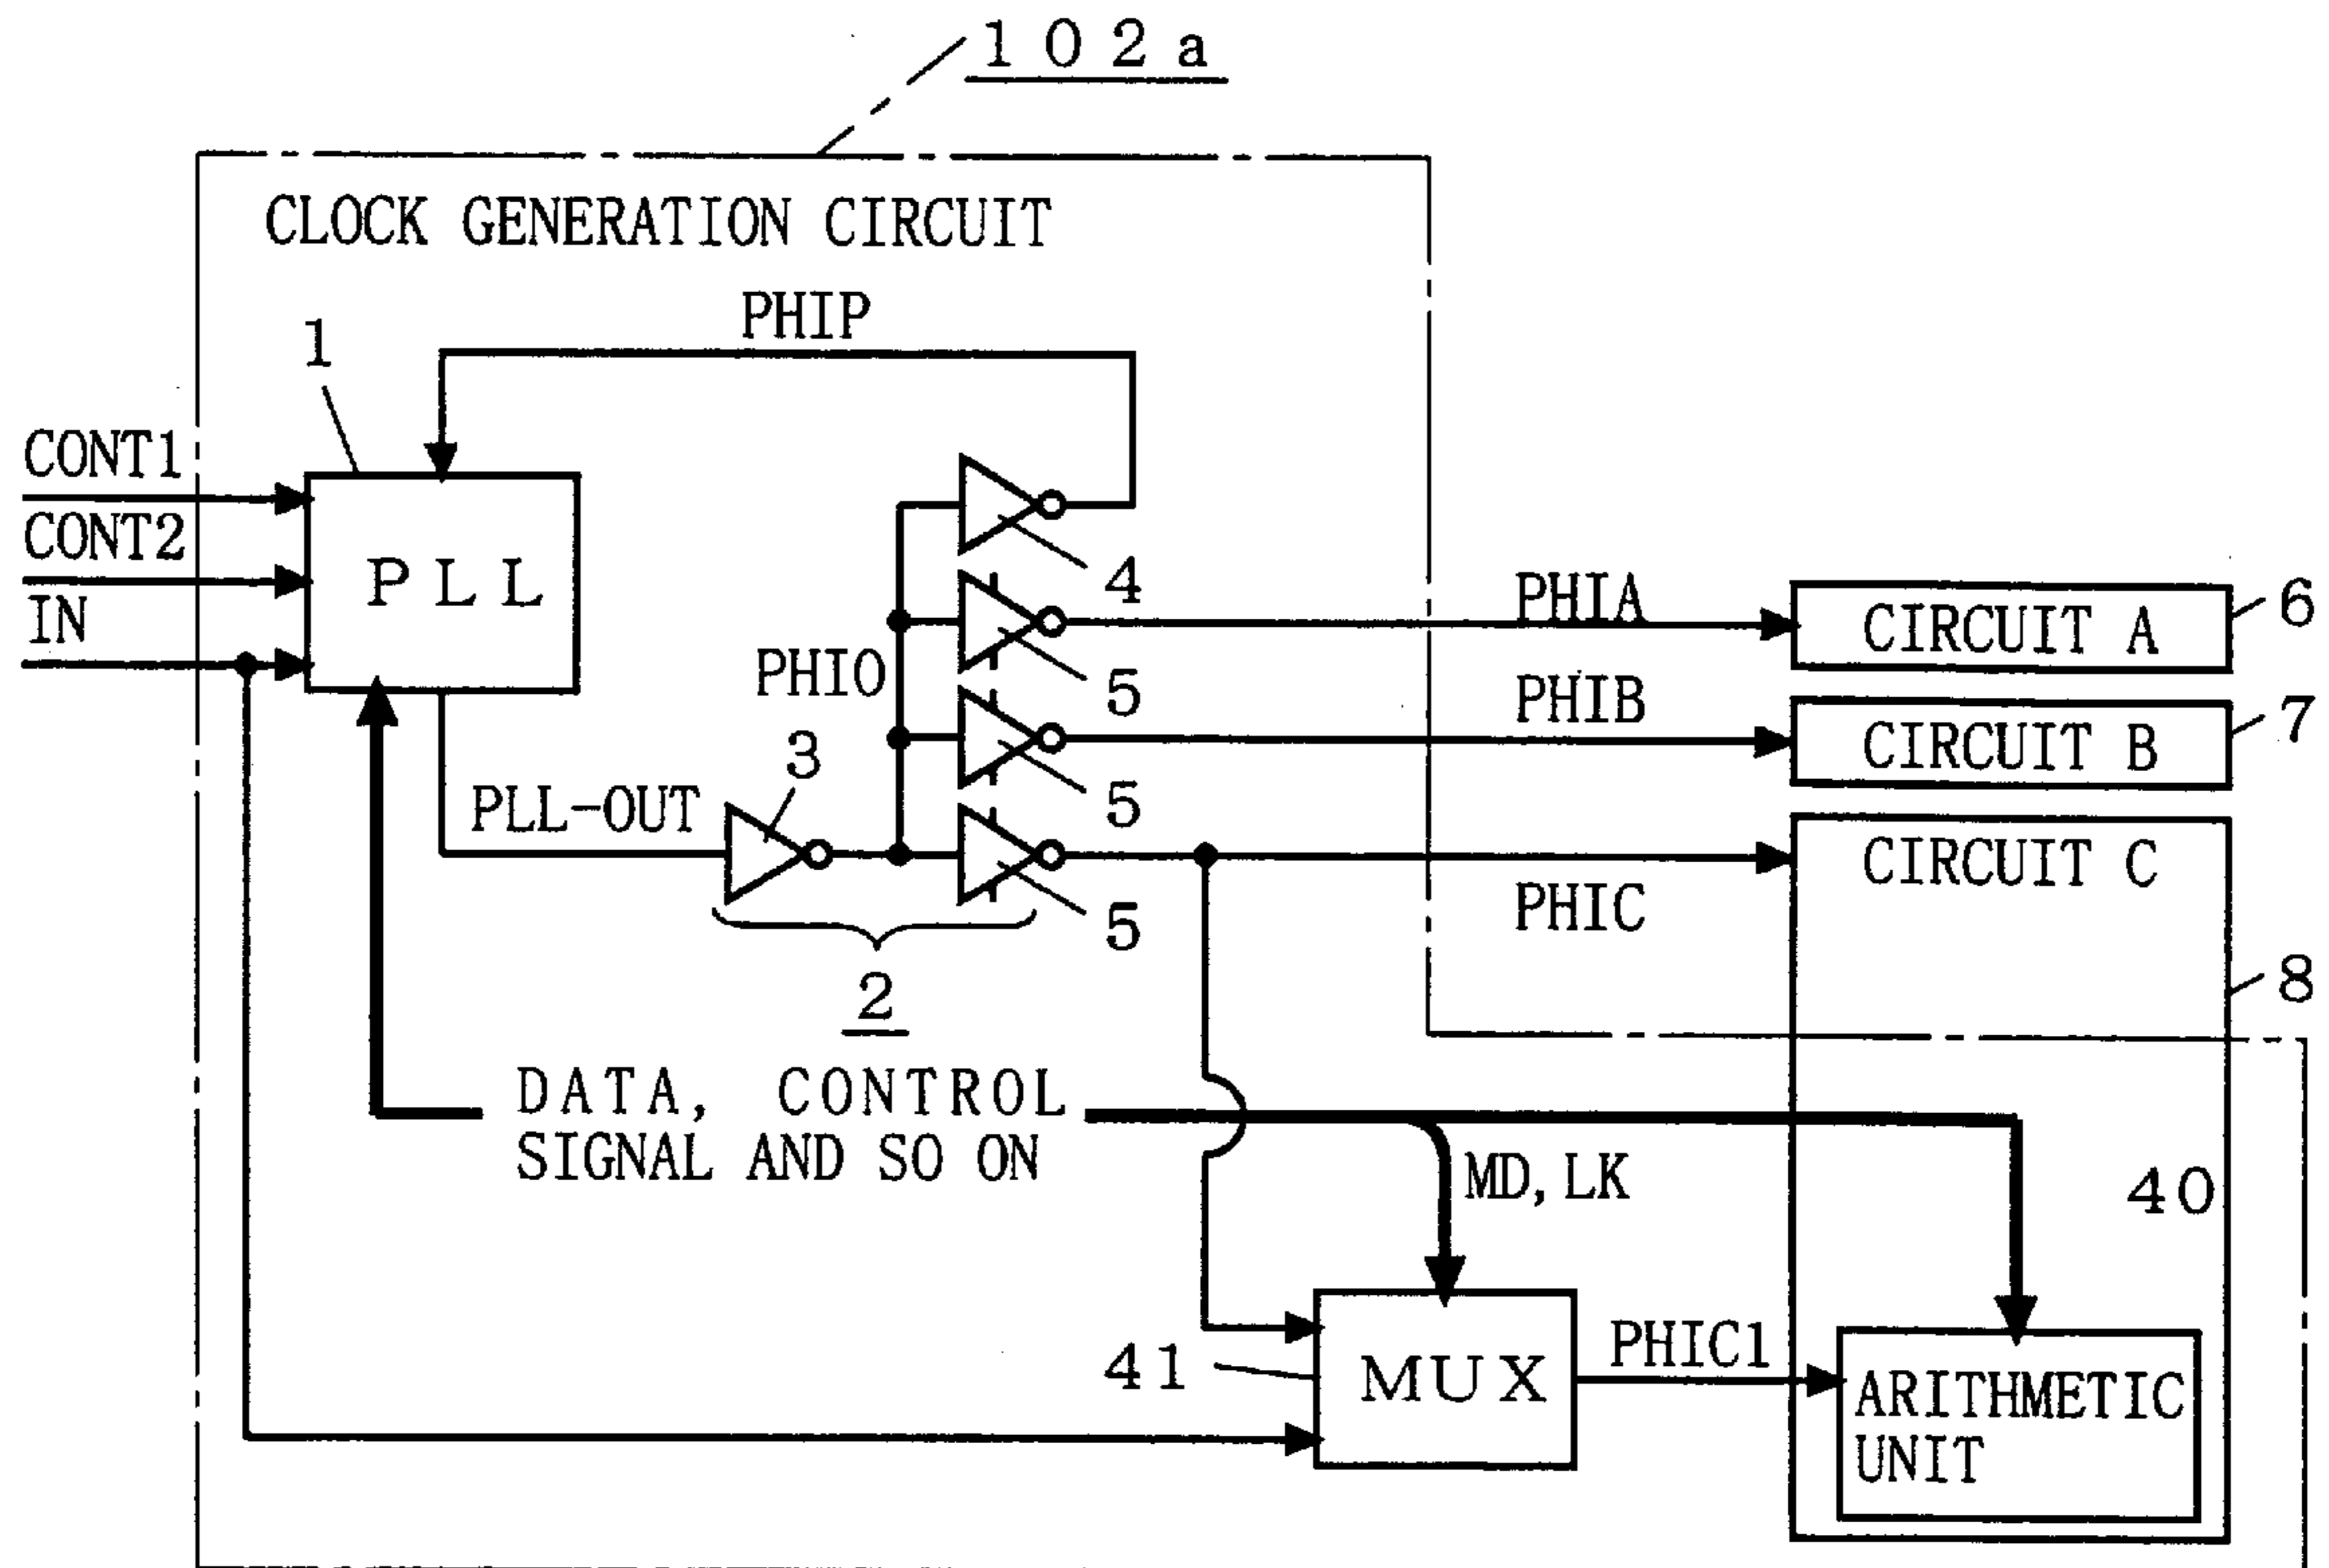 102a
CLOCK GENERATION CIRCUIT
PHIP
1
CONT1
CONT2
IN
PLL
4
PHIA
CIRCUIT A
6
PHI0
5
PHIB
CIRCUIT B
7
3
PLL-OUT
5
CIRCUIT C
PHIC
5
2
8
DATA, CONTROL
SIGNAL AND SO ON
MD, LK
40
41
MUX
PHIC1
ARITHMETIC
UNIT